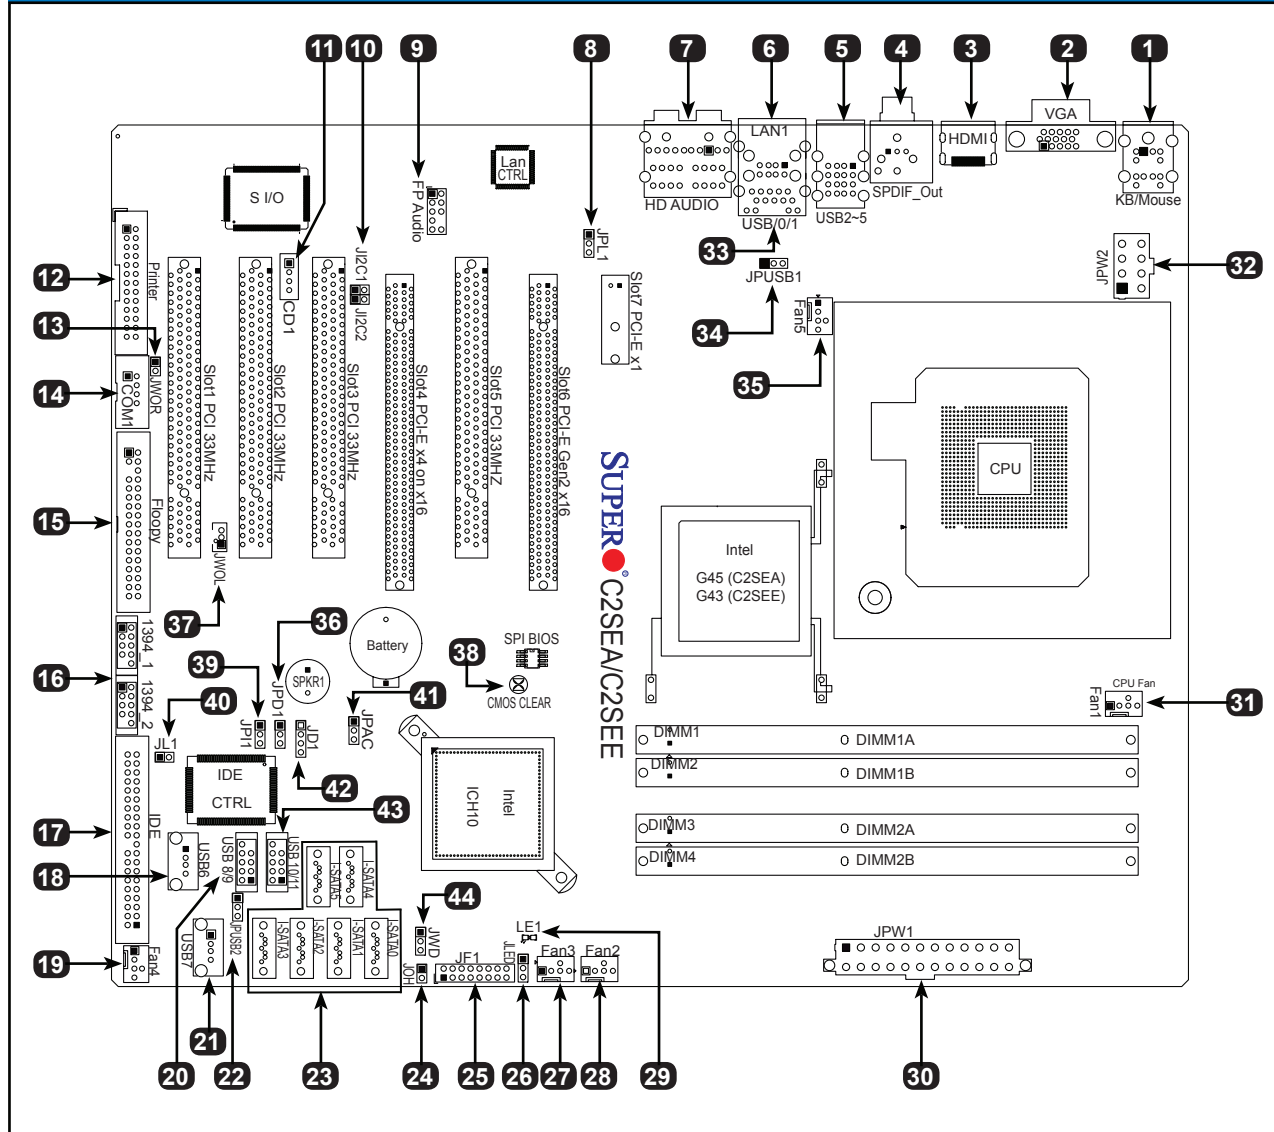 11
10
9
8
7
6
5
4
3
2
1
VGA
LAN1
HDMI
Lan
CTRL
S I/O
FP Audio
HD AUDIO
USB/0/1
USB2~5
SPDIF_Out
KB/Mouse
JPL1
33
JPUSB1
JPW2
32
12
Printer
JI2C1
JI2C2
CD1
Slot7 PCI-E x1
Fan5
34
35
13
JWOR
14
COM1
Slot1 PCI 33MHz
Slot2 PCI 33MHz
Slot3 PCI 33MHz
Slot4 PCI-E x4 on x16
Slot5 PCI 33MHZ
Slot6 PCI-E Gen2 x16
CPU
15
Floopy
JWOL
37
SUPER
®
C2SEA/C2SEE
Intel
G45 (C2SEA)
G43 (C2SEE)
36
Battery
SPI BIOS
38
CMOS CLEAR
1394_1
1394_2
16
39
40
41
SPKR1
JPD1
JPI1
JD1
JPAC
JL1
CPU Fan
Fan1
31
DIMM1
DIMM1A
DIMM2
DIMM1B
DIMM3
DIMM2A
DIMM4
DIMM2B
IDE
CTRL
42
43
Intel
ICH10
17
IDE
18
USB6
USB 8/9
USB 10/11
I-SATA5
I-SATA4
JPUSB2
44
JWD
LE1
JLED
JPW1
19
Fan4
USB7
I-SATA3
I-SATA2
I-SATA1
I-SATA0
JOH
JF1
Fan3
Fan2
21
20
22
23
24
25
26
27
28
29
30